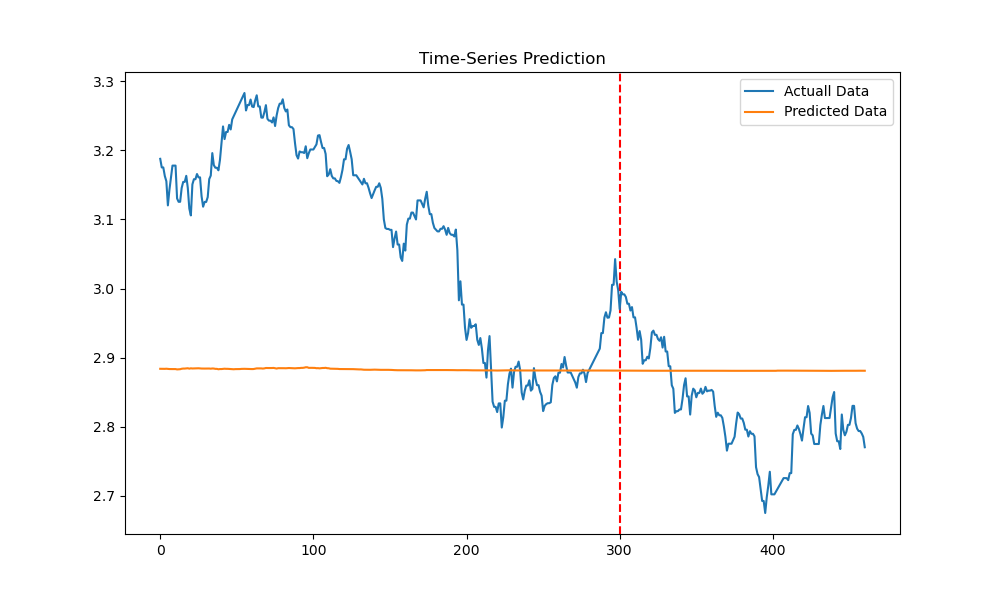 Time-Series Prediction
Actuall Data
Predicted Data
3.3
3.2
3.1
3.0
2.9
2.8
2.7
0 100 200 300 400